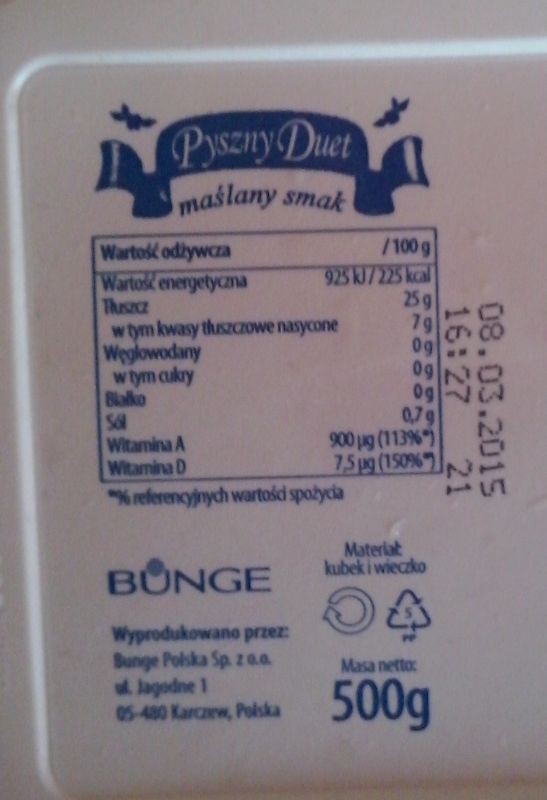 Pyszny Duet
maślany smak
Wartość odżywcza /100 g
Wartość energetyczna 925 kJ / 225 kcal
Tłuszcz 25 g
w tym kwasy tłuszczowe nasycone 7 g
Węglowodany 0 g
w tym cukry 0 g
Białko 0 g
Sól 0,7 g
Witamina A 900 µg (113%*)
Witamina D 7,5 µg (150%*)
*% referencyjnych wartości spożycia
08.03.2015
16:27 21
BUNGE
Wyprodukowano przez:
Bunge Polska Sp. z o.o.
ul. Jagodne 1
05-480 Karczew, Polska
Materiał:
kubek i wieczko
5
PP
Masa netto:
500g